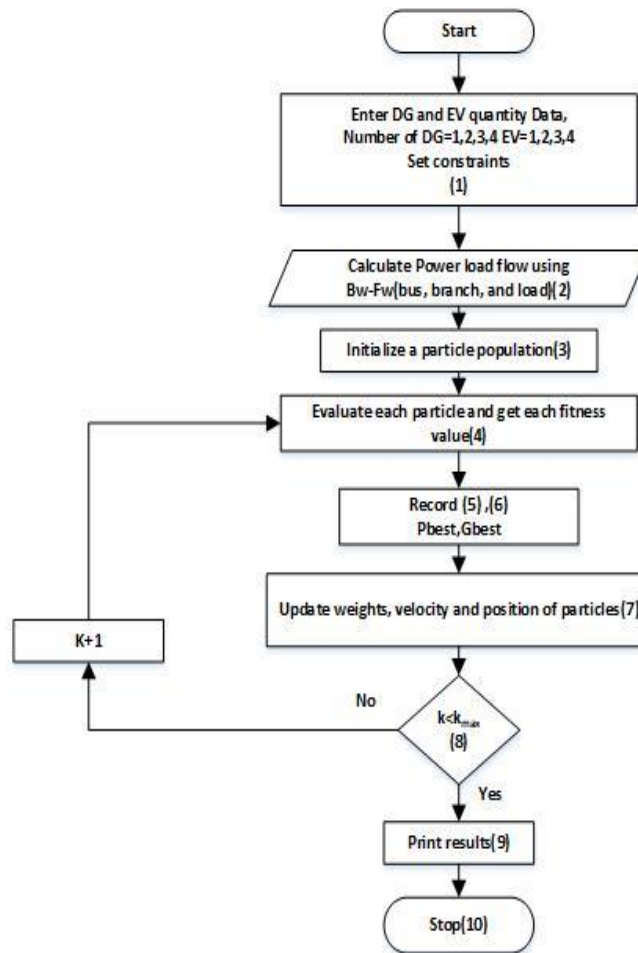 Start
Enter DG and EV quantity Data,
Number of DG=1,2,3,4 EV=1,2,3,4
Set constraints
(1)
Calculate Power load flow using
Bw-Fw(bus, branch, and load)(2)
Initialize a particle population(3)
Evaluate each particle and get each fitness
value(4)
Record (5) ,(6)
Pbest,Gbest
Update weights, velocity and position of particles(7)
K+1
No
k<kmax
(8)
Yes
Print results(9)
Stop(10)